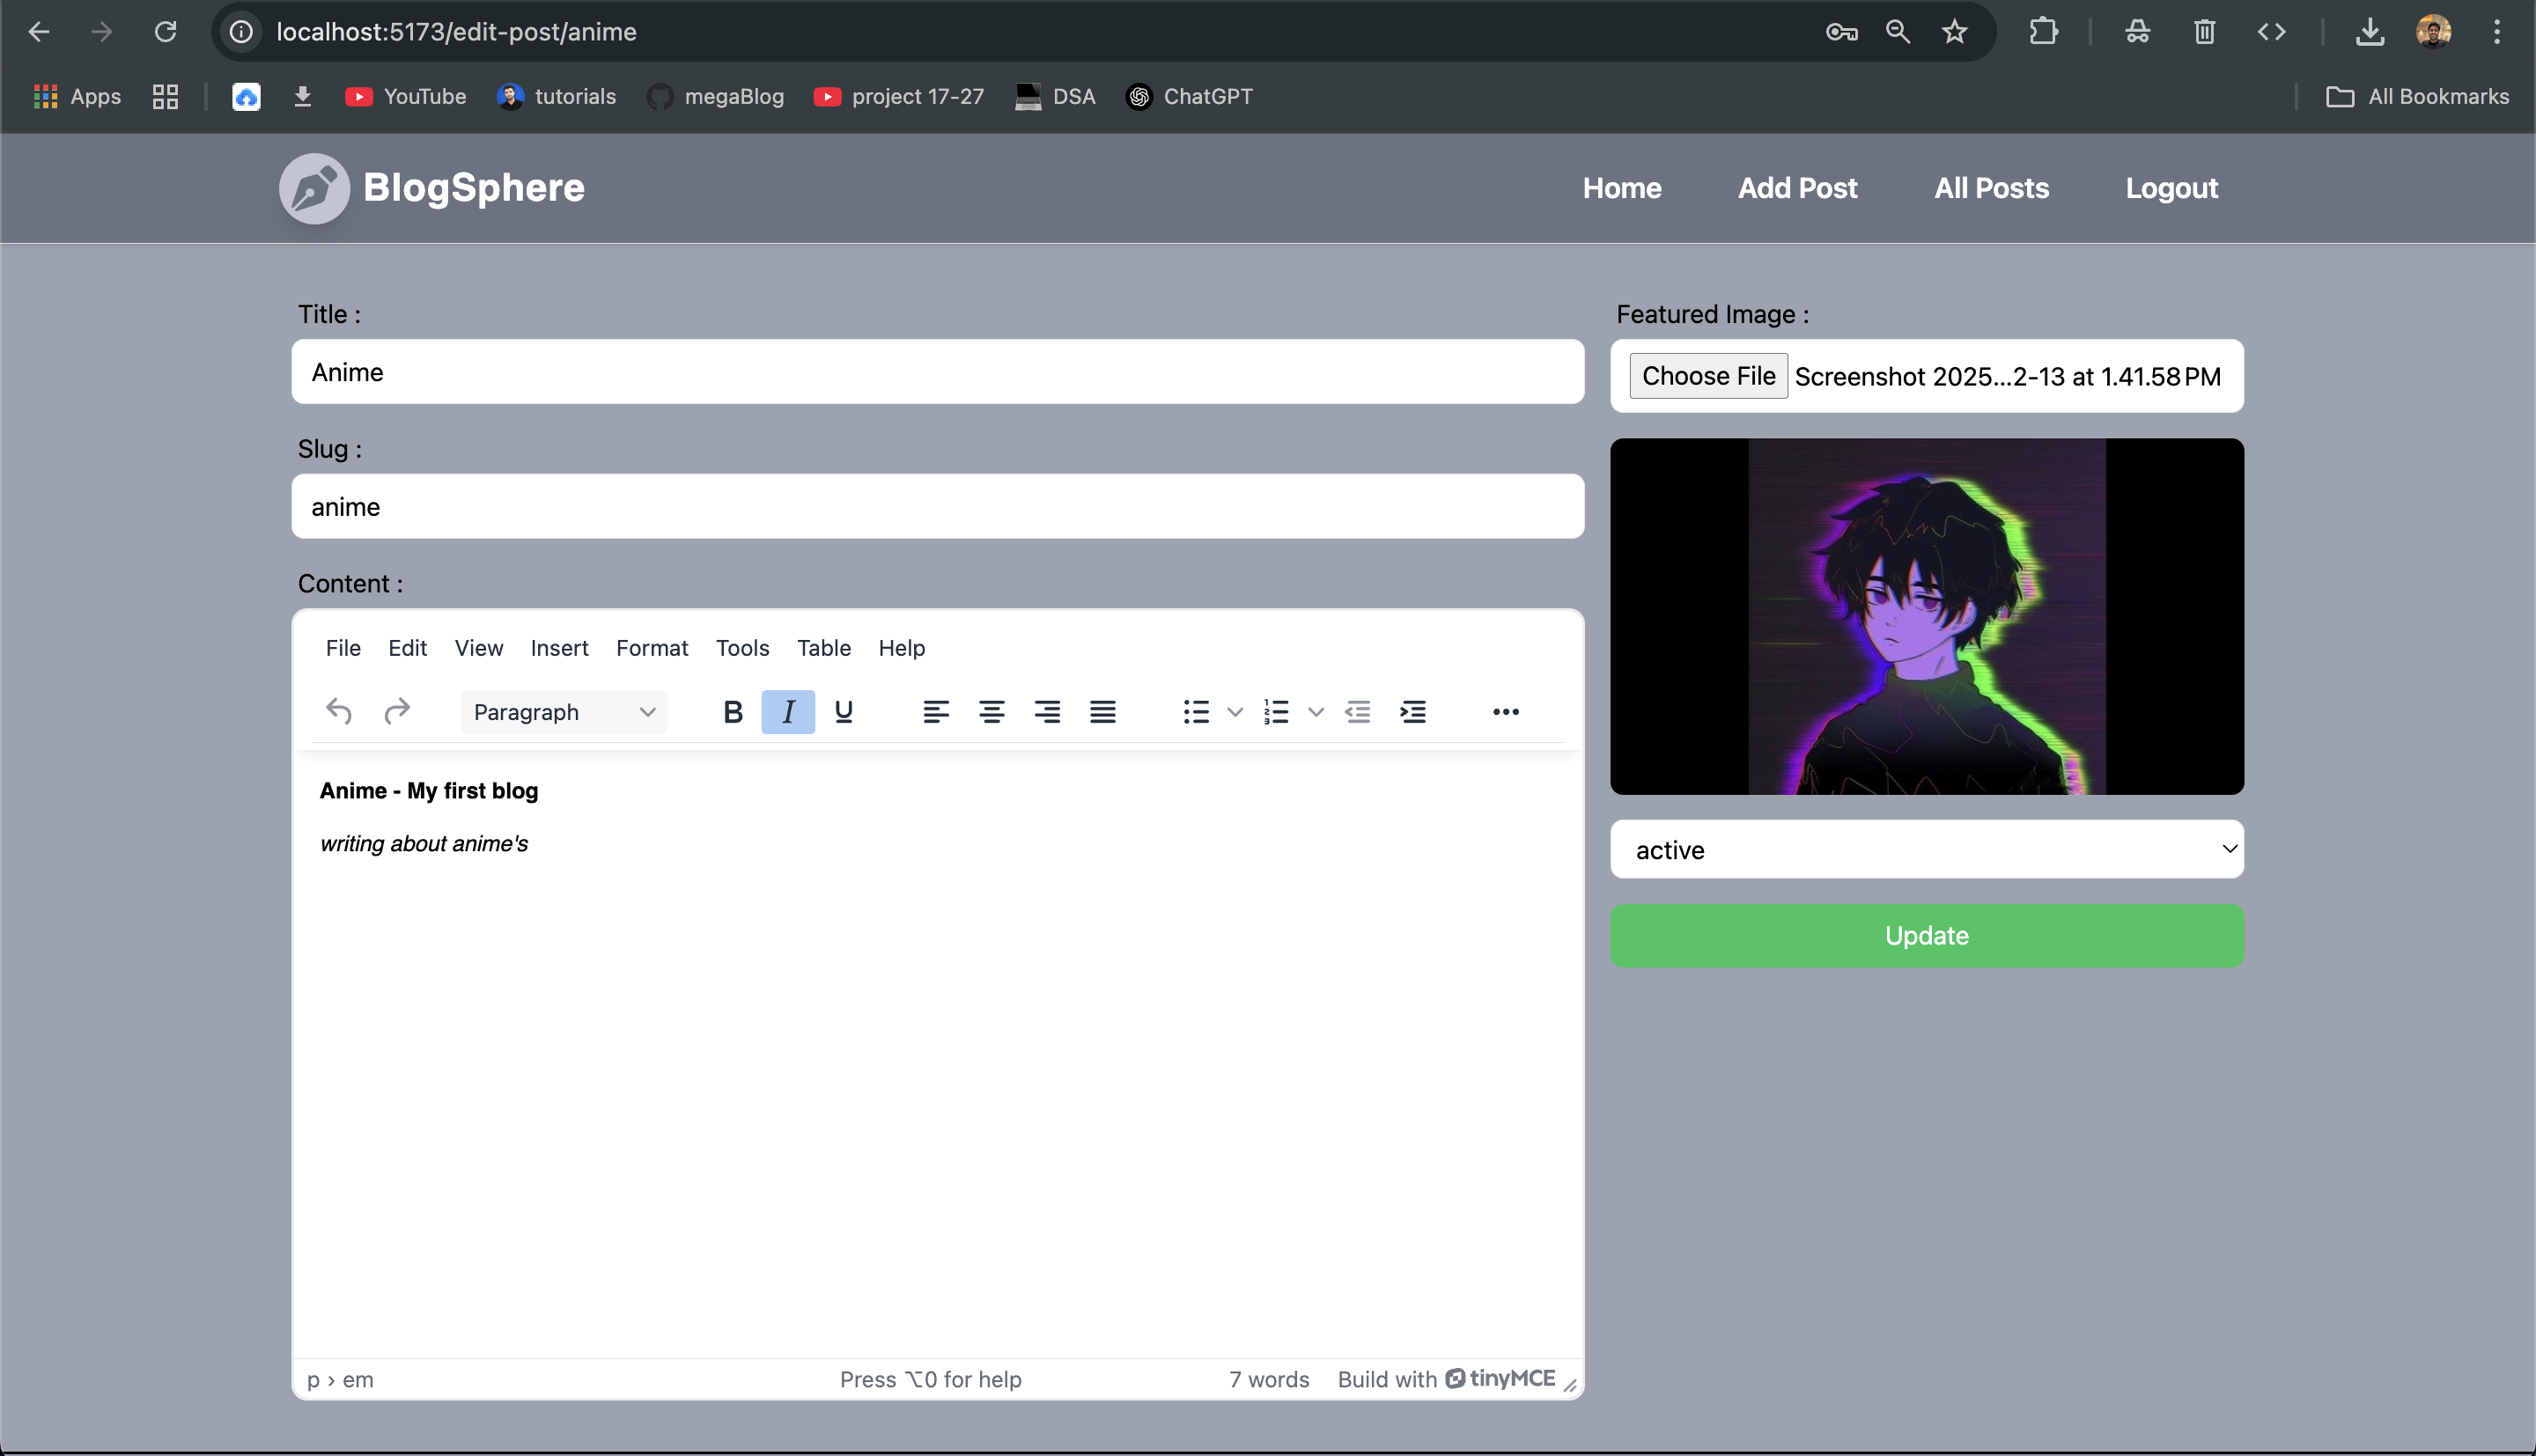 localhost:5173/edit-post/anime
Apps YouTube tutorials megaBlog project 17-27 DSA ChatGPT All Bookmarks
BlogSphere Home Add Post All Posts Logout
Title :
Anime
Slug :
anime
Content :
File Edit View Insert Format Tools Table Help
Paragraph B I U
Anime - My first blog
writing about anime's
p › em Press ⌥0 for help 7 words Build with tinyMCE
Featured Image :
Choose File Screenshot 2025...2-13 at 1.41.58 PM
active
Update